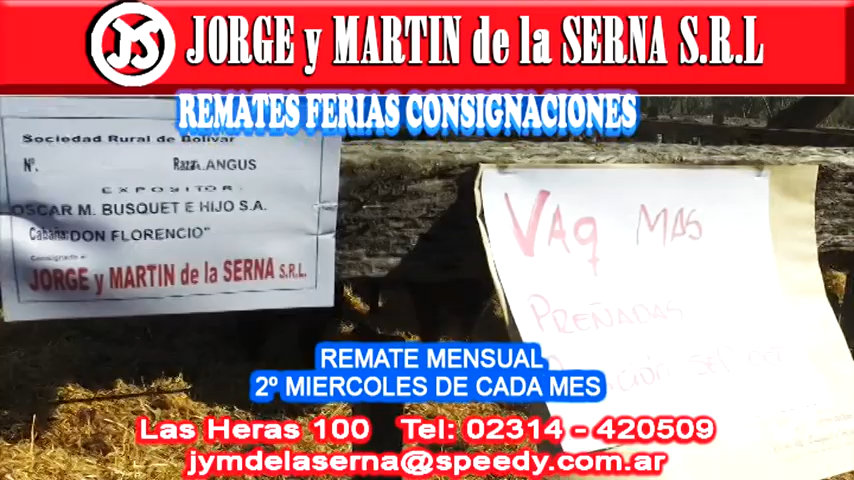 JS JORGE y MARTIN de la SERNA S.R.L
REMATES FERIAS CONSIGNACIONES
Sociedad Rural de Bolívar
Nº. Raza: ANGUS
EXPOSITOR:
OSCAR M. BUSQUET E HIJO S.A.
Cabaña: "DON FLORENCIO"
JORGE y MARTIN de la SERNA S.R.L.
VAq MAS
PREÑADAS
REMATE MENSUAL
2º MIERCOLES DE CADA MES
Las Heras 100 Tel: 02314 - 420509
jymdelaserna@speedy.com.ar